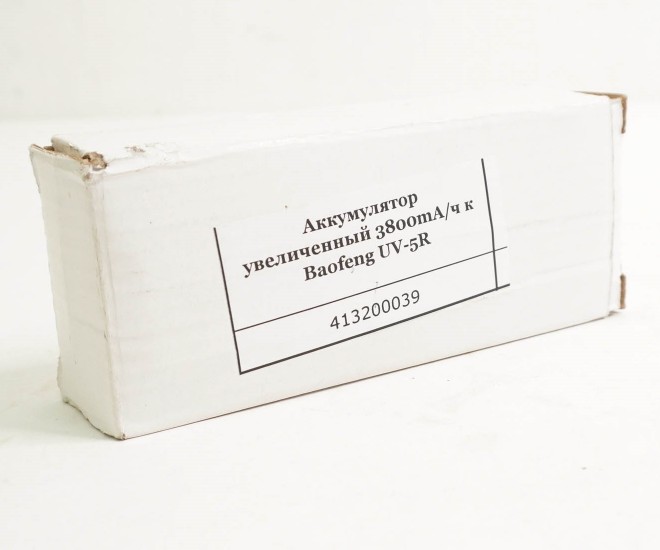 Аккумулятор
увеличенный 3800mA/ч к
Baofeng UV-5R
413200039